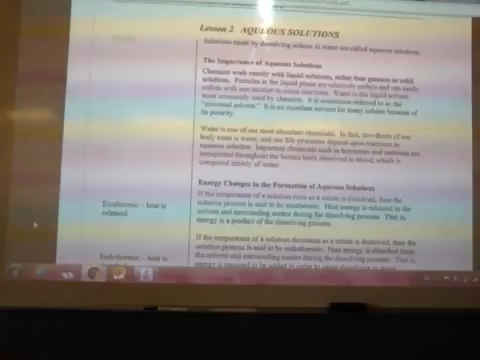 Lesson 2 AQUEOUS SOLUTIONS
Solutions made by dissolving solutes in water are called aqueous solutions.
The Importance of Aqueous Solutions
Chemists work mostly with liquid solutions, rather than gaseous or solid
solutions. Particles in the liquid phase are relatively mobile and can easily
collide with one another to cause reactions. Water is the liquid solvent
most commonly used by chemists. It is sometimes referred to as the
"universal solvent." It is an excellent solvent for many solutes because of
its polarity.
Water is one of our most abundant chemicals. In fact, two-thirds of our
body mass is water, and our life processes depend upon reactions in
aqueous solution. Important chemicals such as hormones and nutrients are
transported throughout the human body dissolved in blood, which is
composed mainly of water.
Energy Changes in the Formation of Aqueous Solutions
Exothermic – heat is
released.
If the temperature of a solution rises as a solute is dissolved, then the
solution process is said to be exothermic. Heat energy is released to the
solvent and surrounding matter during the dissolving process. That is,
energy is a product of the dissolving process.
Endothermic – heat is
If the temperature of a solution decreases as a solute is dissolved, then the
solution process is said to be endothermic. Heat energy is absorbed from
the solvent and surrounding matter during the dissolving process. That is
energy is required to be added in order to